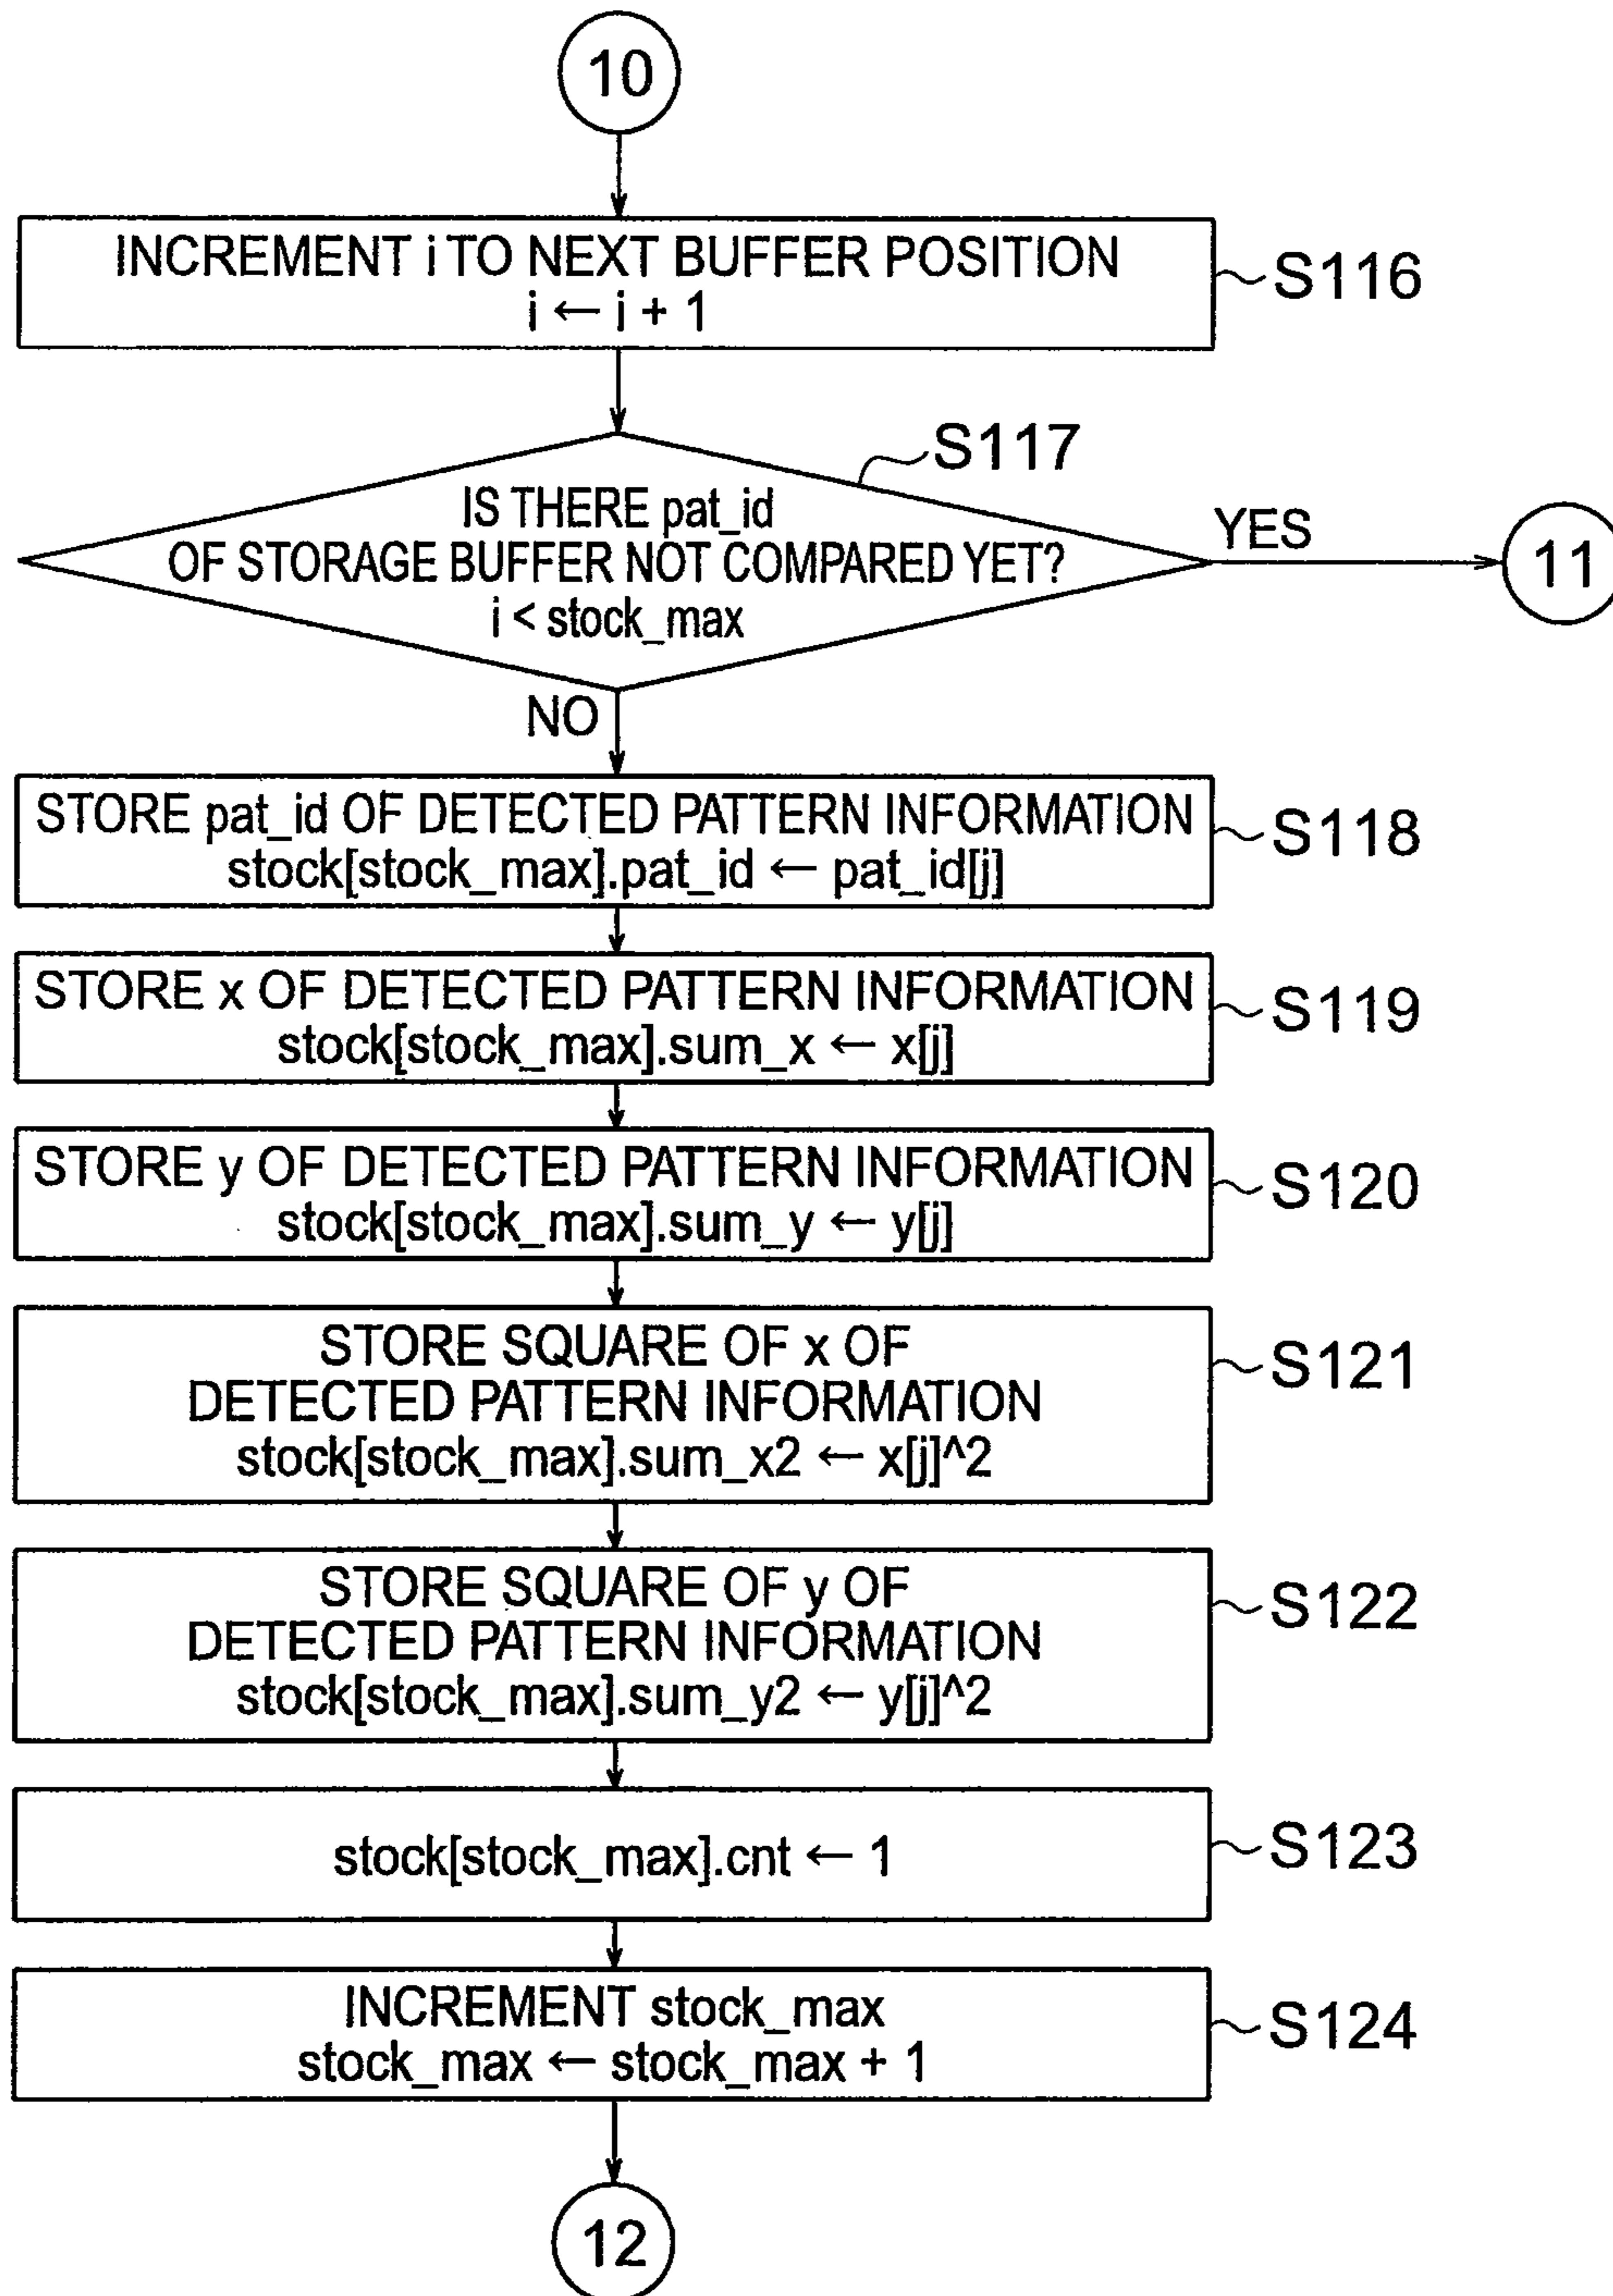 10
INCREMENT i TO NEXT BUFFER POSITION
i ← i + 1
S116
S117
IS THERE pat_id
OF STORAGE BUFFER NOT COMPARED YET?
i < stock_max
YES
11
NO
STORE pat_id OF DETECTED PATTERN INFORMATION
stock[stock_max].pat_id ← pat_id[j]
S118
STORE x OF DETECTED PATTERN INFORMATION
stock[stock_max].sum_x ← x[j]
S119
STORE y OF DETECTED PATTERN INFORMATION
stock[stock_max].sum_y ← y[j]
S120
STORE SQUARE OF x OF
DETECTED PATTERN INFORMATION
stock[stock_max].sum_x2 ← x[j]^2
S121
STORE SQUARE OF y OF
DETECTED PATTERN INFORMATION
stock[stock_max].sum_y2 ← y[j]^2
S122
stock[stock_max].cnt ← 1
S123
INCREMENT stock_max
stock_max ← stock_max + 1
S124
12